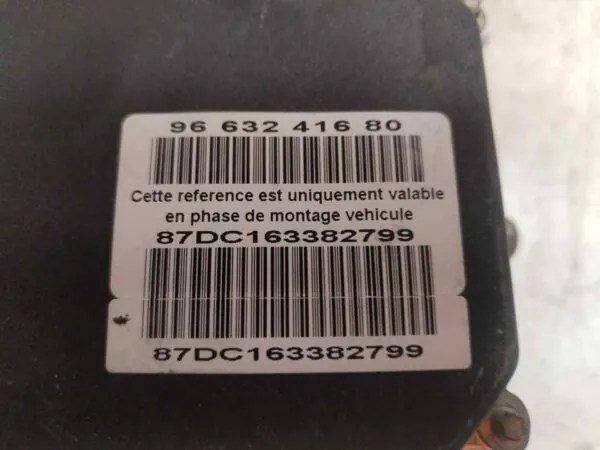 96 632 416 80
Cette reference est uniquement valable
en phase de montage vehicule
87DC163382799
87DC163382799